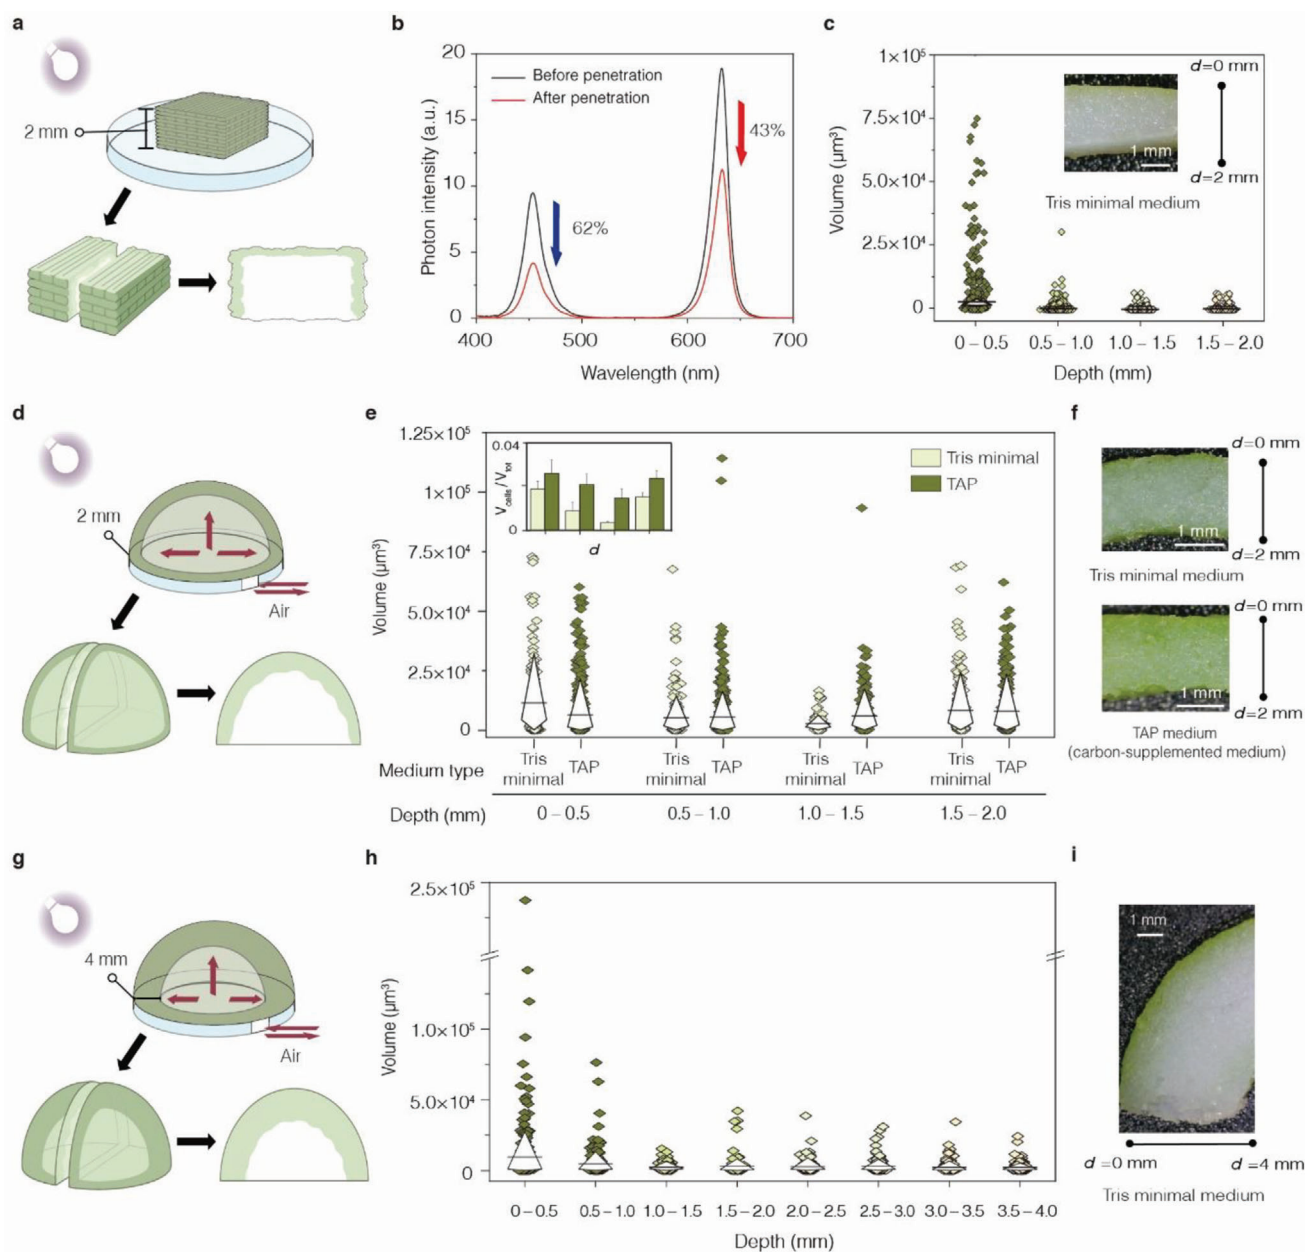 a
2 mm
b
Photon intensity (a.u.)
20
15
10
5
0
Before penetration
After penetration
62%
43%
400
500
600
700
Wavelength (nm)
c
Volume (µm³)
1×10⁵
7.5×10⁴
5.0×10⁴
2.5×10⁴
0
d=0 mm
1 mm
d=2 mm
Tris minimal medium
0 – 0.5
0.5 – 1.0
1.0 – 1.5
1.5 – 2.0
Depth (mm)
d
2 mm
Air
e
Volume (µm³)
1.25×10⁵
1×10⁵
7.5×10⁴
5.0×10⁴
2.5×10⁴
0
V cells / V tot
0.04
0
d
Tris minimal
TAP
Medium type
Tris minimal
TAP
Tris minimal
TAP
Tris minimal
TAP
Tris minimal
TAP
Depth (mm)
0 – 0.5
0.5 – 1.0
1.0 – 1.5
1.5 – 2.0
f
d=0 mm
1 mm
d=2 mm
Tris minimal medium
d=0 mm
1 mm
d=2 mm
TAP medium
(carbon-supplemented medium)
g
4 mm
Air
h
Volume (µm³)
2.5×10⁵
1.0×10⁵
5.0×10⁴
0
0 – 0.5
0.5 – 1.0
1.0 – 1.5
1.5 – 2.0
2.0 – 2.5
2.5 – 3.0
3.0 – 3.5
3.5 – 4.0
Depth (mm)
i
1 mm
d=0 mm
d=4 mm
Tris minimal medium